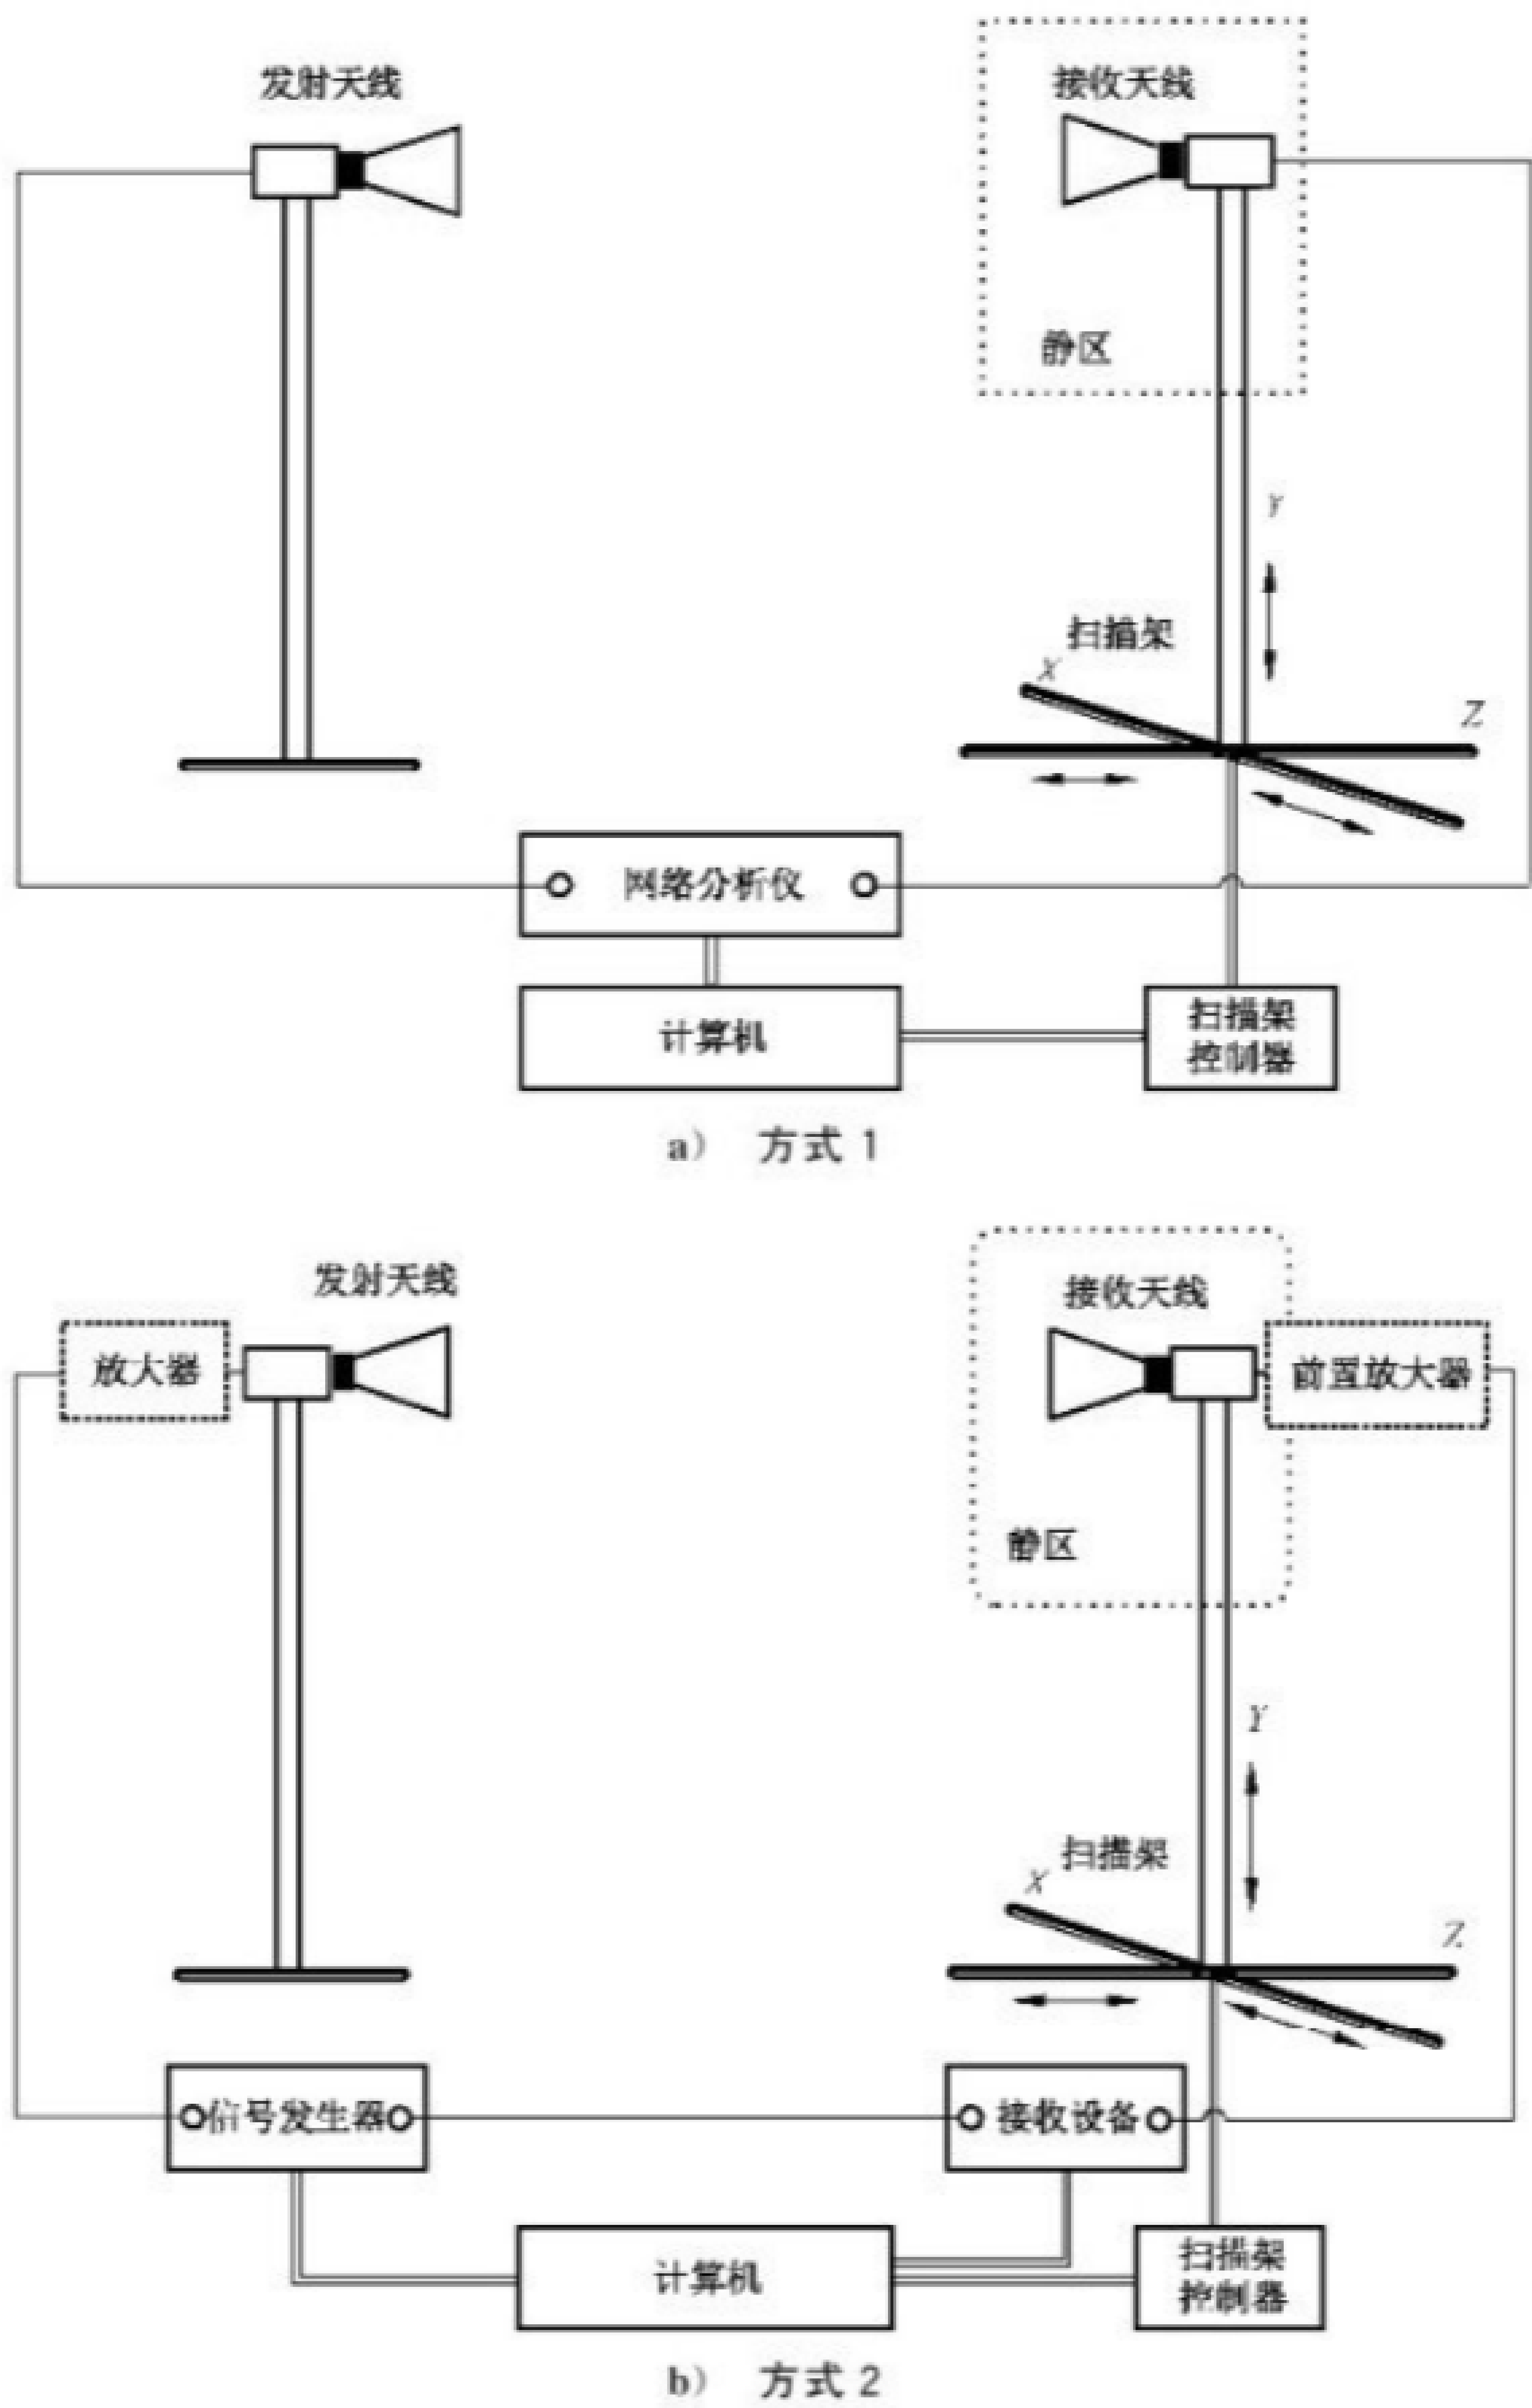 发射天线
接收天线
静区
Y
扫描架
X
Z
网络分析仪
计算机
扫描架
控制器
a) 方式 1
发射天线
接收天线
放大器
前置放大器
静区
Y
扫描架
X
Z
信号发生器
接收设备
计算机
扫描架
控制器
b) 方式 2